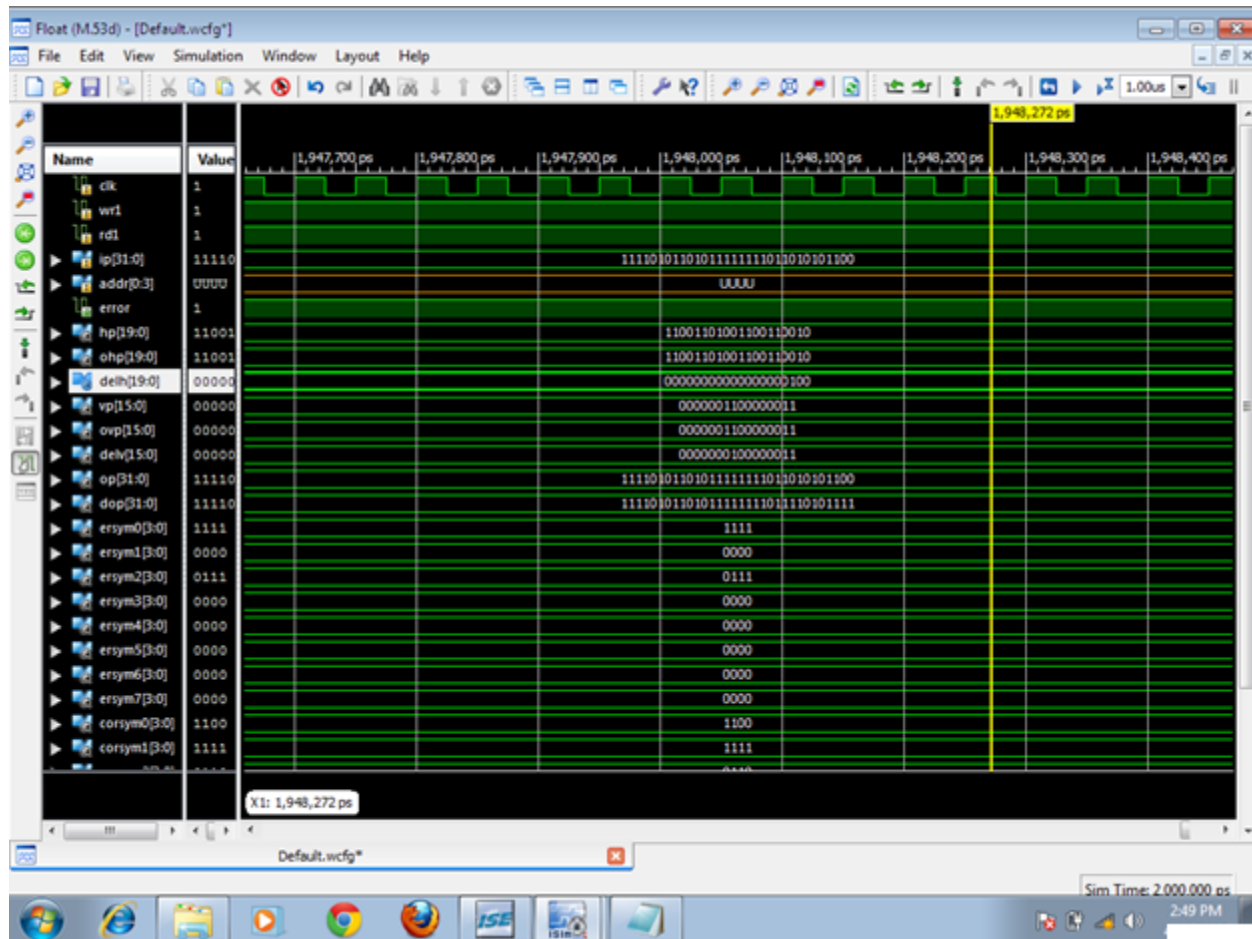 Float (M.53d) - [Default.wcfg*]
File Edit View Simulation Window Layout Help
1.00us
1,948,272 ps
Name Value
1,947,700 ps 1,947,800 ps 1,947,900 ps 1,948,000 ps 1,948,100 ps 1,948,200 ps 1,948,300 ps 1,948,400 ps
clk 1
wr1 1
rd1 1
ip[31:0] 11110 11110101101011111111011010101100
addr[0:3] UUUU UUUU
error 1
hp[19:0] 11001 11001101001100110010
ohp[19:0] 11001 11001101001100110010
delh[19:0] 00000 00000000000000000100
vp[15:0] 00000 0000001100000011
ovp[15:0] 00000 0000001100000011
delv[15:0] 00000 0000000100000011
op[31:0] 11110 11110101101011111111011010101100
dop[31:0] 11110 11110101101011111111011110101111
ersym0[3:0] 1111 1111
ersym1[3:0] 0000 0000
ersym2[3:0] 0111 0111
ersym3[3:0] 0000 0000
ersym4[3:0] 0000 0000
ersym5[3:0] 0000 0000
ersym6[3:0] 0000 0000
ersym7[3:0] 0000 0000
corsym0[3:0] 1100 1100
corsym1[3:0] 1111 1111
X1: 1,948,272 ps
Default.wcfg*
Sim Time: 2,000,000 ps
ISE
ISim
2:49 PM